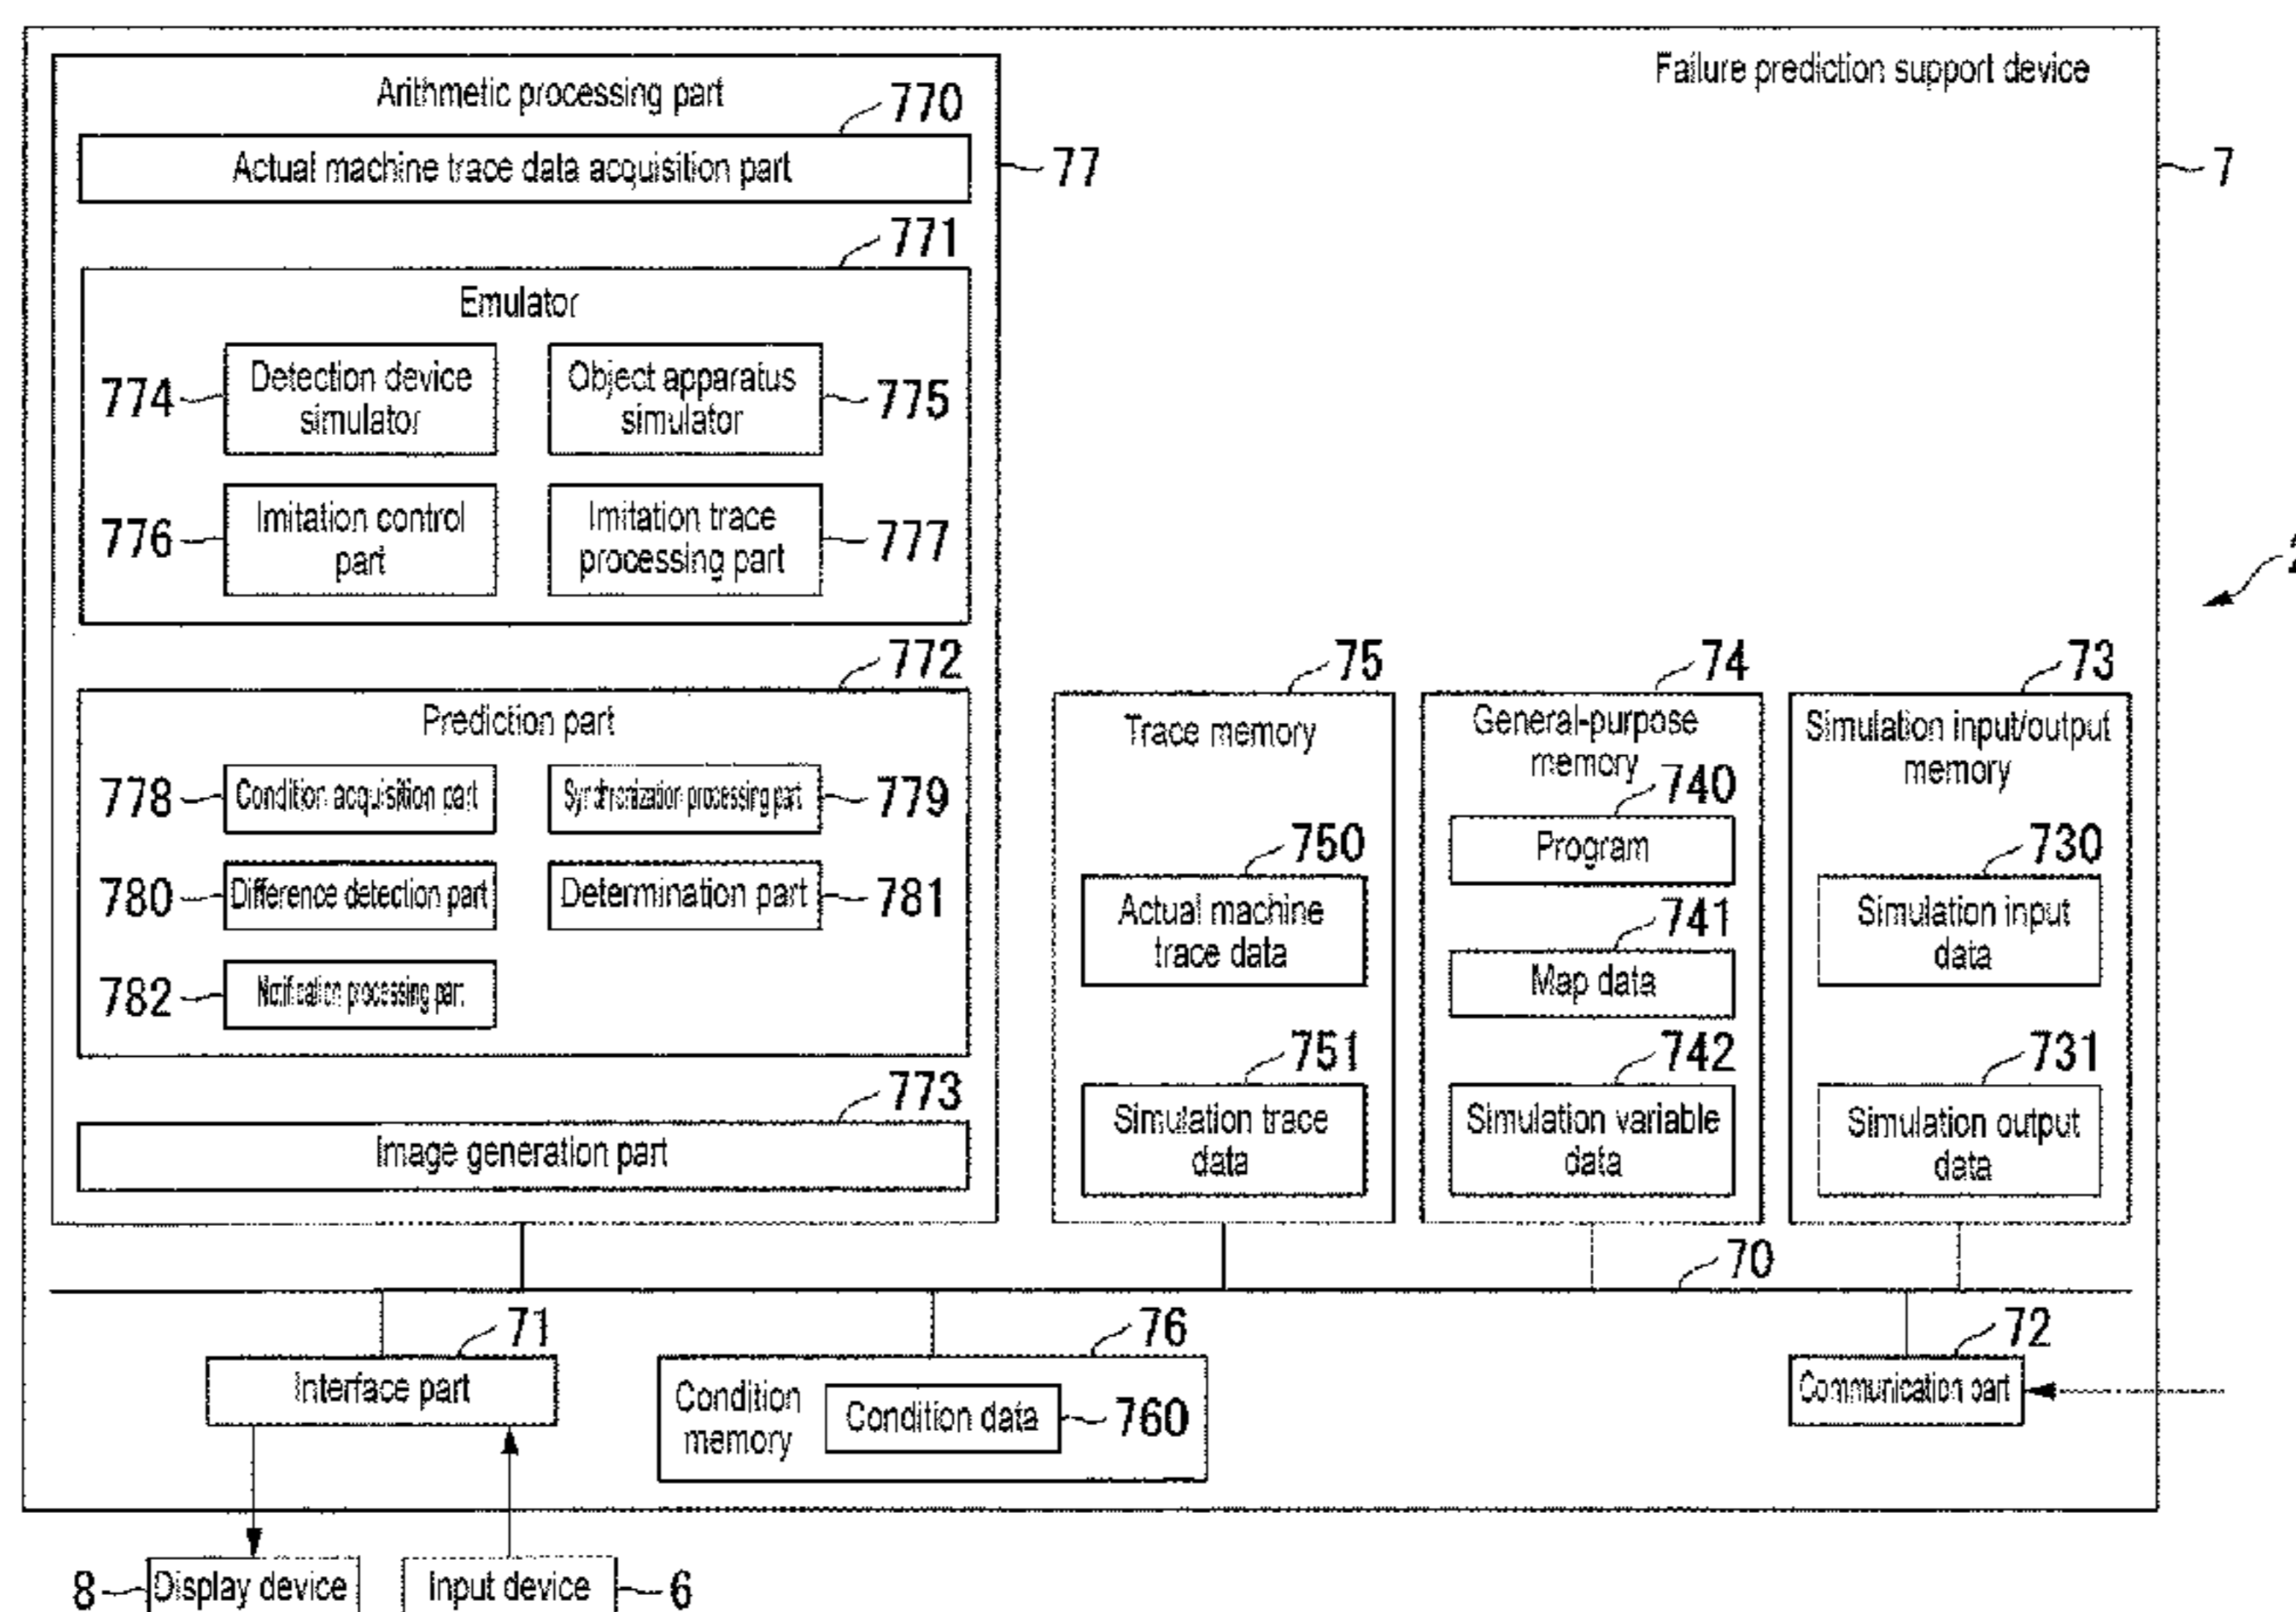 Failure prediction support device
7
2
Arithmetic processing part
77
770
Actual machine trace data acquisition part
771
Emulator
774
Detection device
simulator
Object apparatus
simulator
775
776
Imitation control
part
Imitation trace
processing part
777
772
Prediction part
778
Condition acquisition part
Synchronization processing part
779
780
Difference detection part
Determination part
781
782
Notification processing part
773
Image generation part
75
Trace memory
750
Actual machine
trace data
751
Simulation trace
data
74
General-purpose
memory
740
Program
741
Map data
742
Simulation variable
data
73
Simulation input/output
memory
730
Simulation input
data
731
Simulation output
data
70
71
Interface part
76
Condition
memory
Condition data
760
72
Communication part
8
Display device
Input device
6